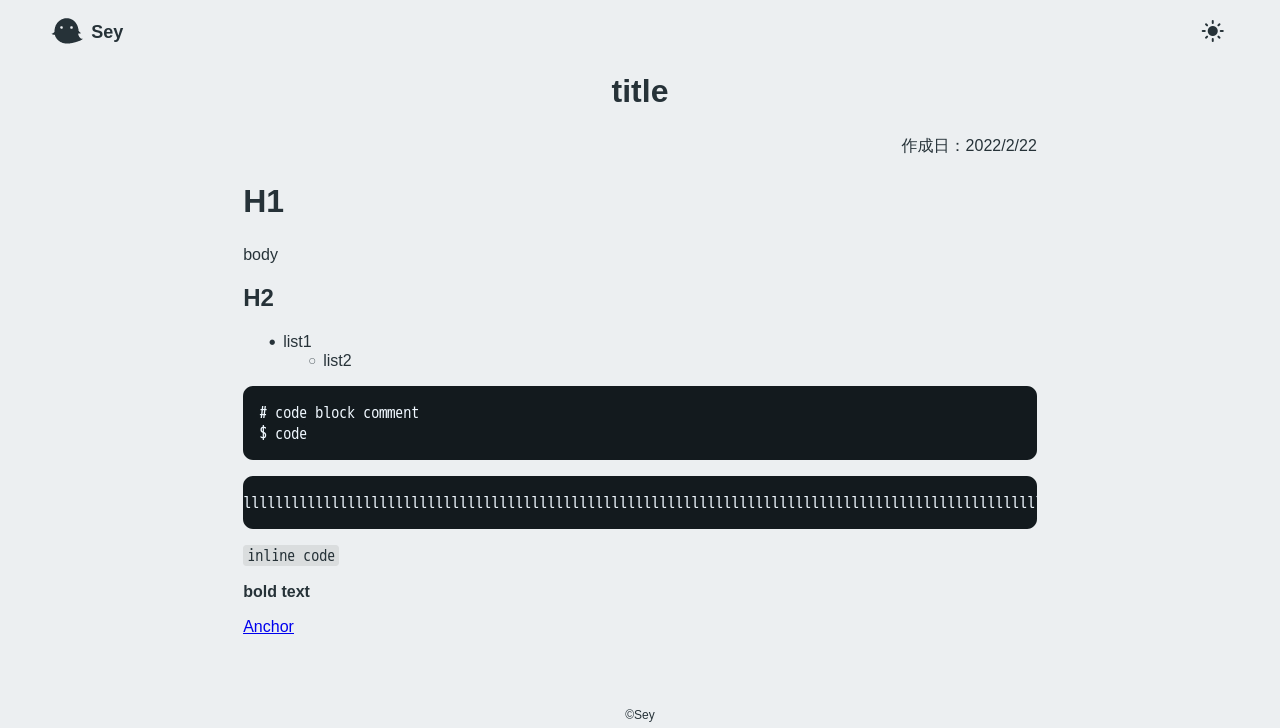 Sey
title
作成日：2022/2/22
H1
body
H2
list1
list2
# code block comment
$ code
inline code
bold text
Anchor
©Sey